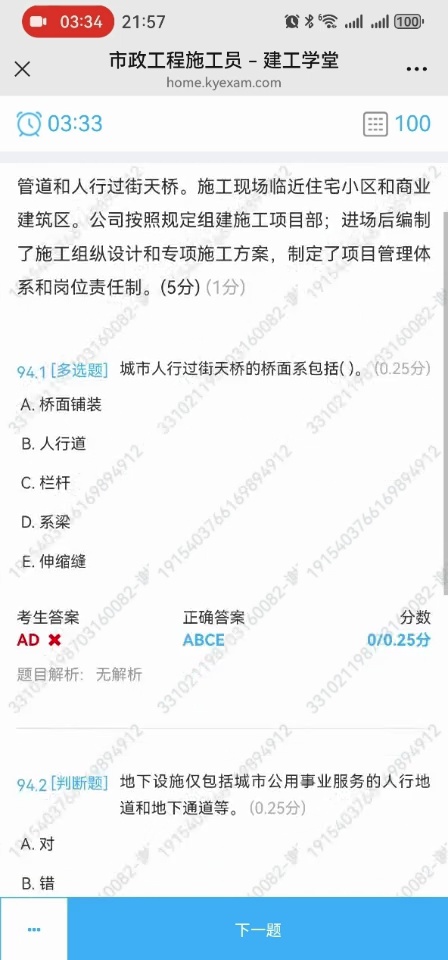 03:34 21:57 6 100
市政工程施工员 – 建工学堂
home.kyexam.com
03:33 100
管道和人行过街天桥。施工现场临近住宅小区和商业
建筑区。公司按照规定组建施工项目部；进场后编制
了施工组纵设计和专项施工方案，制定了项目管理体
系和岗位责任制。(5分) (1分)
94.1 [多选题] 城市人行过街天桥的桥面系包括( )。 (0.25分)
A. 桥面铺装
B. 人行道
C. 栏杆
D. 系梁
E. 伸缩缝
考生答案 正确答案 分数
AD ABCE 0/0.25分
题目解析: 无解析
94.2 [判断题] 地下设施仅包括城市公用事业服务的人行地
道和地下通道等。 (0.25分)
A. 对
B. 错
下一题